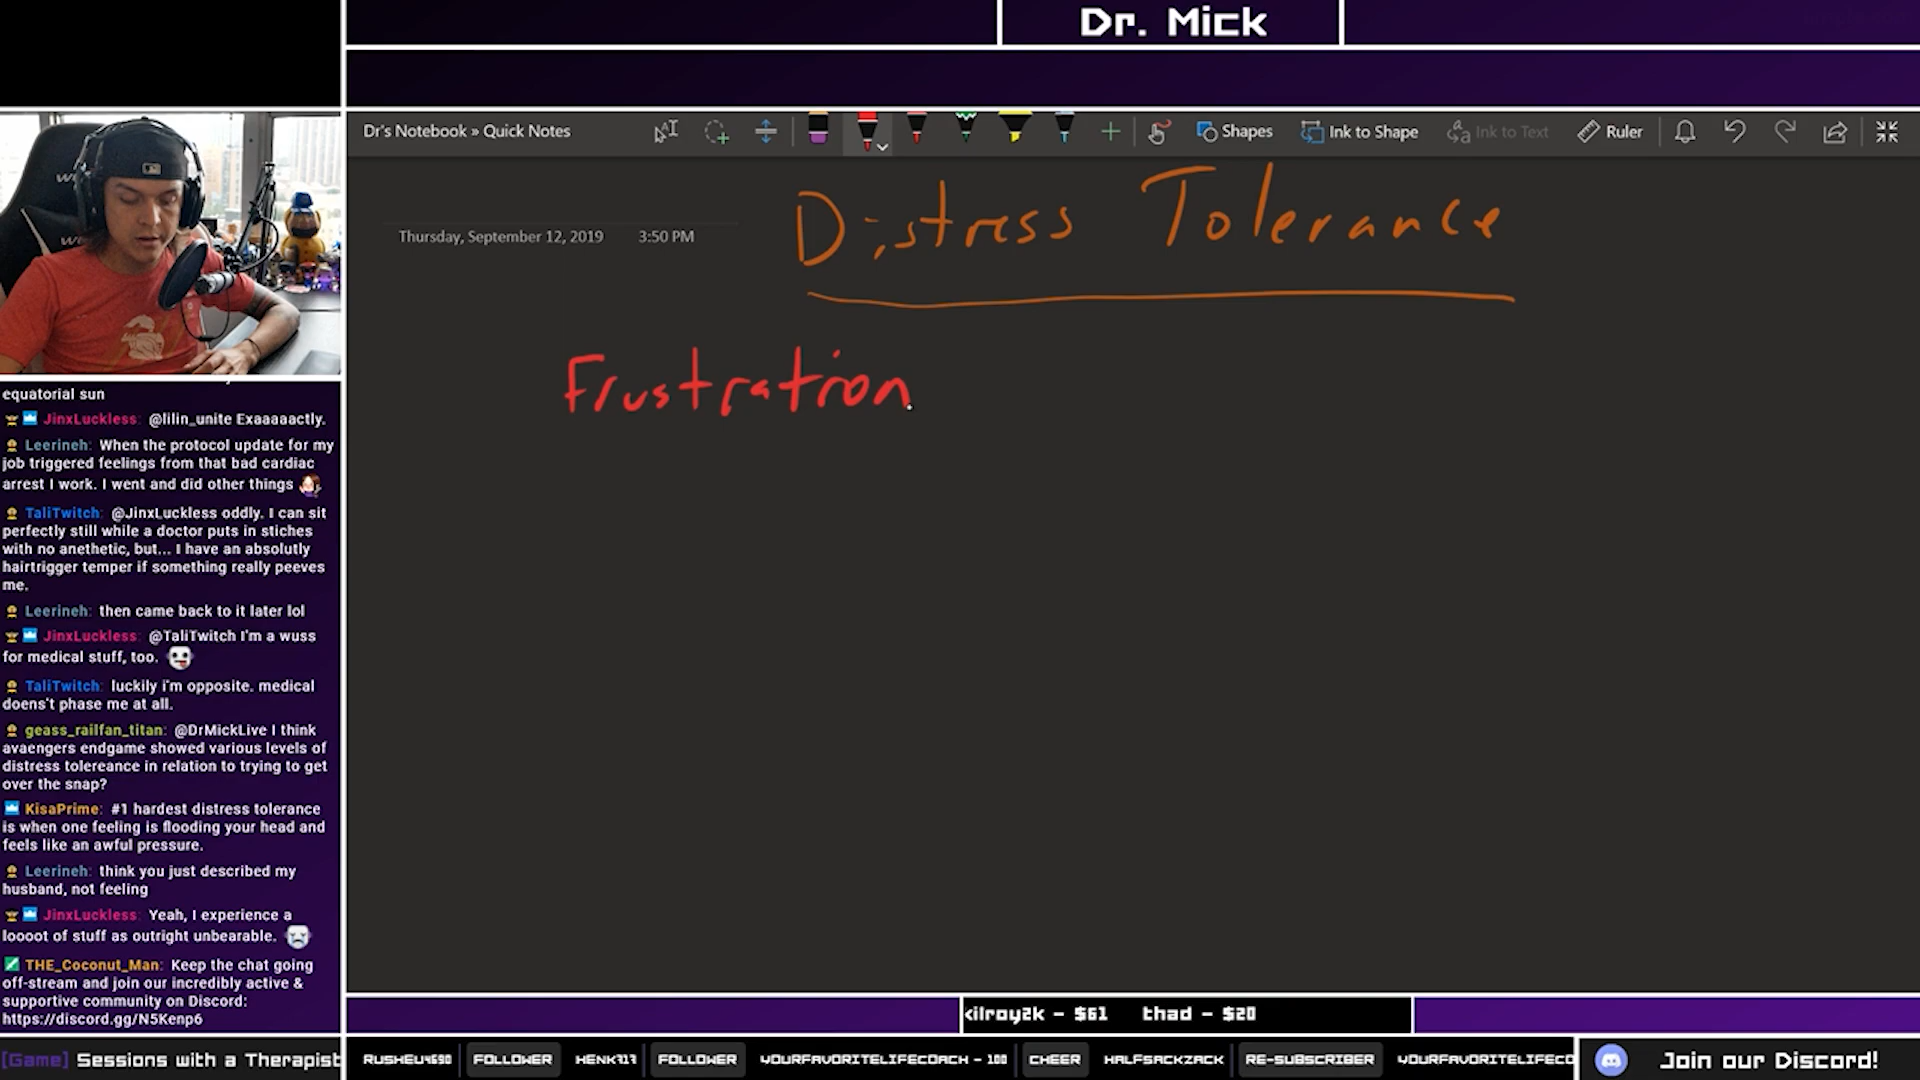 Dr. Mick
Dr's Notebook » Quick Notes
Shapes
Ink to Shape
Ink to Text
Ruler
Distress Tolerance
Thursday, September 12, 2019 3:50 PM
Frustration
equatorial sun
JinxLuckless: @lilin_unite Exaaaaactly.
Leerineh: When the protocol update for my
job triggered feelings from that bad cardiac
arrest I work. I went and did other things
TaliTwitch: @JinxLuckless oddly. I can sit
perfectly still while a doctor puts in stiches
with no anethetic, but... I have an absolutly
hairtrigger temper if something really peeves
me.
Leerineh: then came back to it later lol
JinxLuckless: @TaliTwitch I'm a wuss
for medical stuff, too.
TaliTwitch: luckily i'm opposite. medical
doens't phase me at all.
geass_railfan_titan: @DrMickLive I think
avaengers endgame showed various levels of
distress tolereance in relation to trying to get
over the snap?
KisaPrime: #1 hardest distress tolerance
is when one feeling is flooding your head and
feels like an awful pressure.
Leerineh: think you just described my
husband, not feeling
JinxLuckless: Yeah, I experience a
loooot of stuff as outright unbearable.
THE_Coconut_Man: Keep the chat going
off-stream and join our incredibly active &
supportive community on Discord:
https://discord.gg/N5Kenp6
kilroy2k - $61 thad - $20
[Game] Sessions with a Therapist
RUSHEU4690 FOLLOWER HENK717 FOLLOWER YOURFAVORITELIFECOACH - 100 CHEER HALFSACKZACK RE-SUBSCRIBER YOURFAVORITELIFECO
Join our Discord!